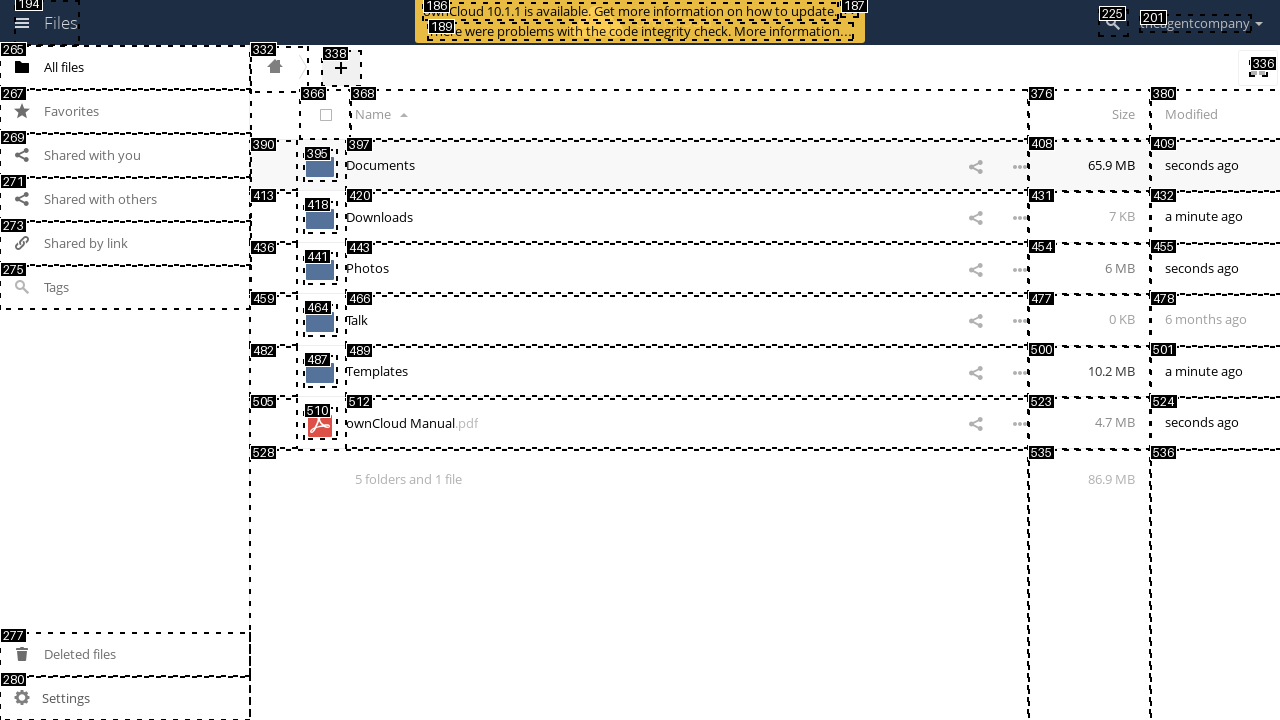 194
Files
186
ownCloud 10.1.1 is available. Get more information on how to update.
187
189
There were problems with the code integrity check. More information…
225
201
theagentcompany
265
All files
267
Favorites
269
Shared with you
271
Shared with others
273
Shared by link
275
Tags
277
Deleted files
280
Settings
332
338
336
366
368
Name
376
Size
380
Modified
390
395
397
Documents
408
65.9 MB
409
seconds ago
413
418
420
Downloads
431
7 KB
432
a minute ago
436
441
443
Photos
454
6 MB
455
seconds ago
459
464
466
Talk
477
0 KB
478
6 months ago
482
487
489
Templates
500
10.2 MB
501
a minute ago
505
510
512
ownCloud Manual.pdf
523
4.7 MB
524
seconds ago
528
5 folders and 1 file
535
86.9 MB
536